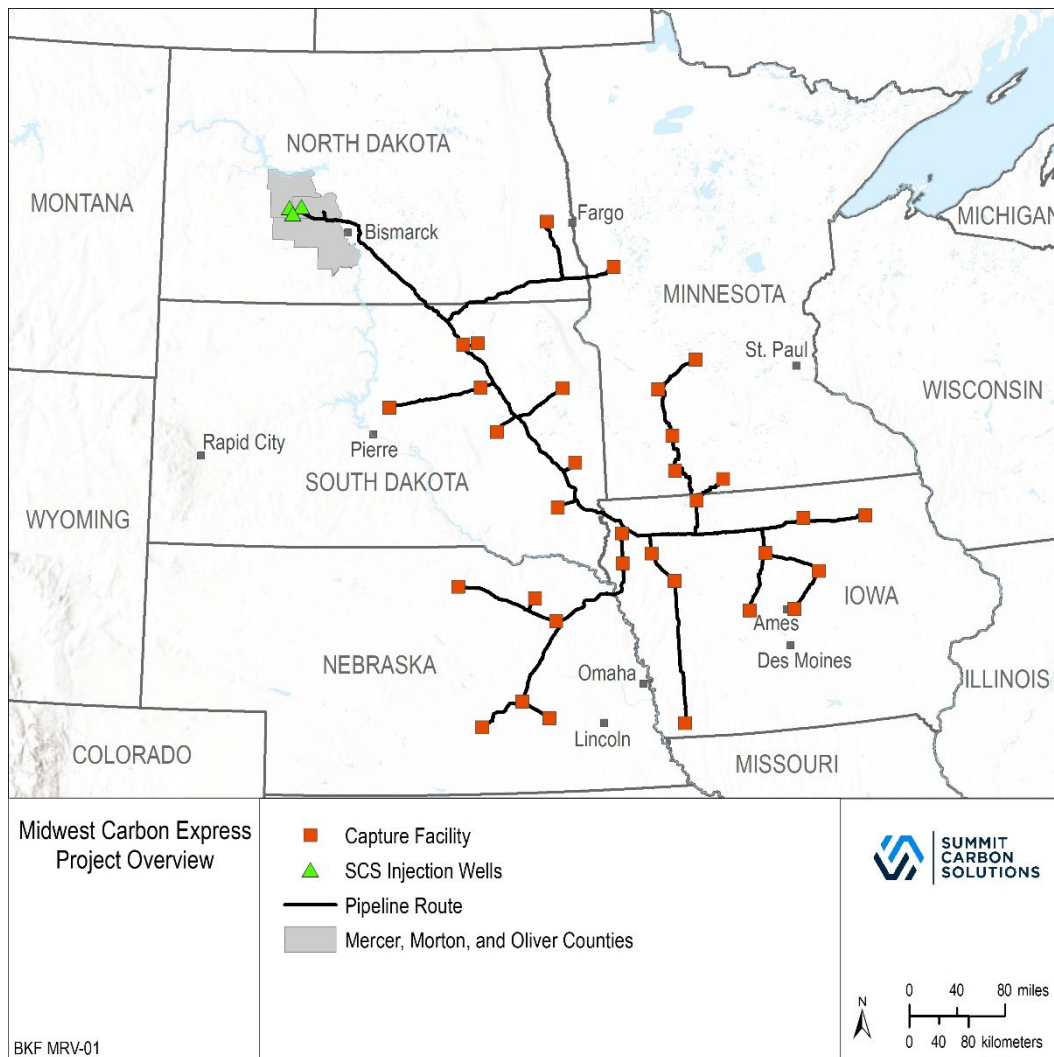 NORTH DAKOTA
MONTANA
Fargo
MICHIGAN
Bismarck
MINNESOTA
St. Paul
WISCONSIN
Rapid City
Pierre
SOUTH DAKOTA
WYOMING
IOWA
Ames
NEBRASKA
Des Moines
Omaha
ILLINOIS
Lincoln
COLORADO
MISSOURI
Midwest Carbon Express
Project Overview
BKF MRV-01
Capture Facility
SCS Injection Wells
Pipeline Route
Mercer, Morton, and Oliver Counties
SUMMIT
CARBON
SOLUTIONS
N
0 40 80 miles
0 40 80 kilometers